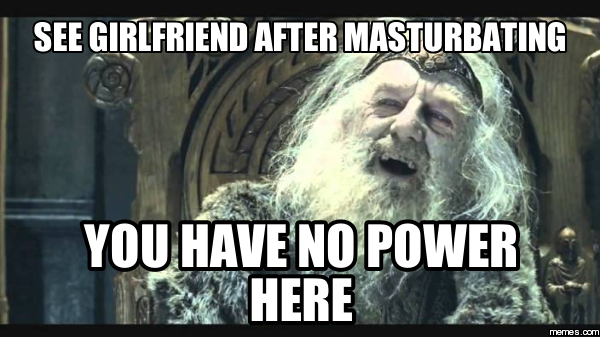 SEE GIRLFRIEND AFTER MASTURBATING
YOU HAVE NO POWER
HERE
memes.com